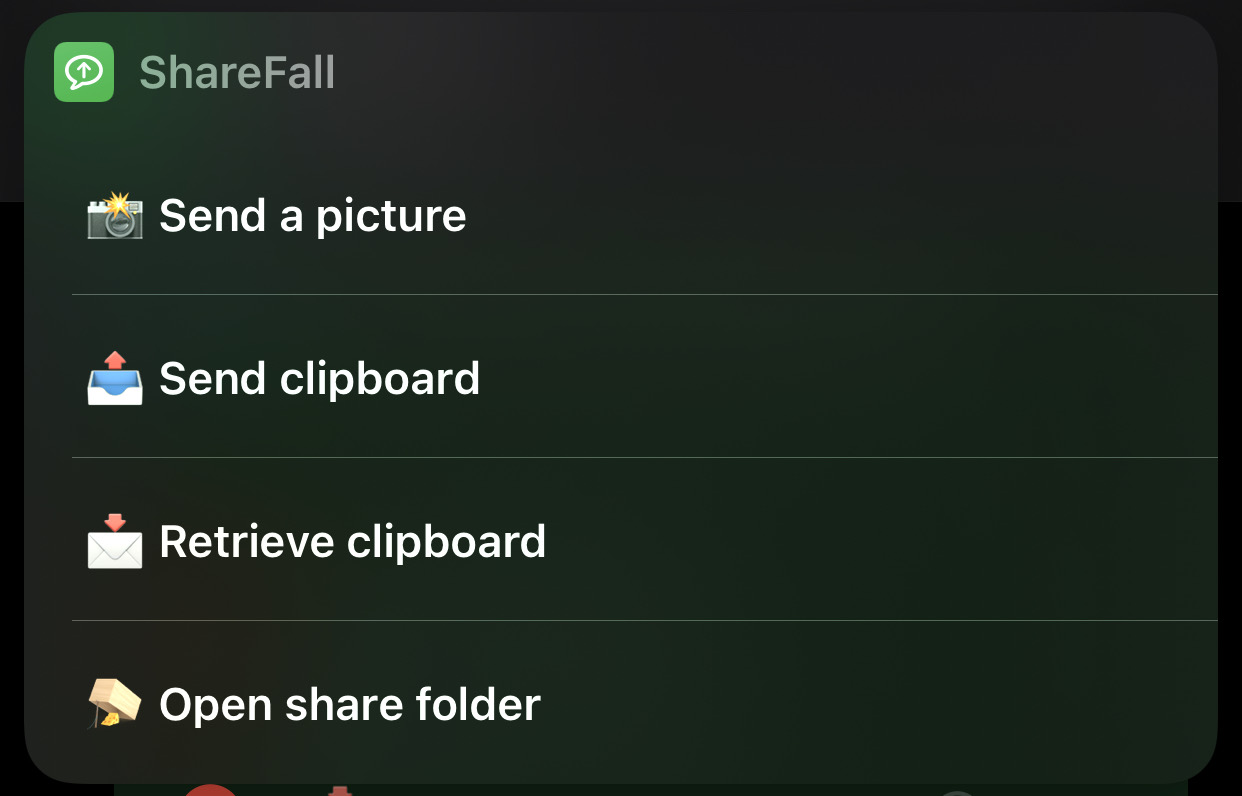 ShareFall
📸 Send a picture
📤 Send clipboard
📩 Retrieve clipboard
🪤 Open share folder